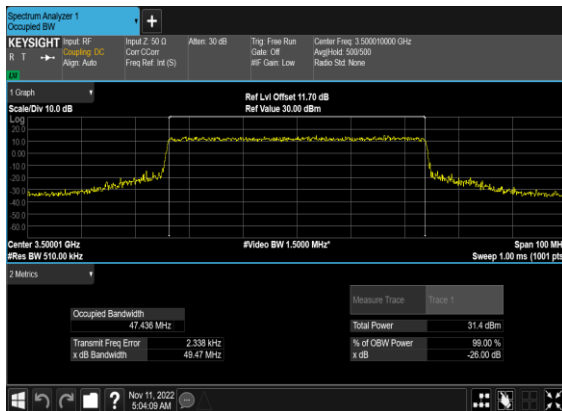 Spectrum Analyzer 1
Occupied BW
KEYSIGHT
R T
Input: RF
Coupling: DC
Align: Auto
Input Z: 50 Ω
Corr CCorr
Freq Ref: Int (S)
Atten: 30 dB
Trig: Free Run
Gate: Off
#IF Gain: Low
Center Freq: 3.500010000 GHz
Avg|Hold: 500/500
Radio Std: None
1 Graph
Ref Lvl Offset 11.70 dB
Scale/Div 10.0 dB
Ref Value 30.00 dBm
Log
20.0
10.0
0.00
-10.0
-20.0
-30.0
-40.0
-50.0
-60.0
Center 3.50001 GHz
#Video BW 1.5000 MHz*
Span 100 MH
#Res BW 510.00 kHz
Sweep 1.00 ms (1001 pts
2 Metrics
Measure Trace
Trace 1
Occupied Bandwidth
47.436 MHz
Total Power
31.4 dBm
Transmit Freq Error
2.338 kHz
% of OBW Power
99.00 %
x dB Bandwidth
49.47 MHz
x dB
-26.00 dB
?
Nov 11, 2022
5:04:09 AM